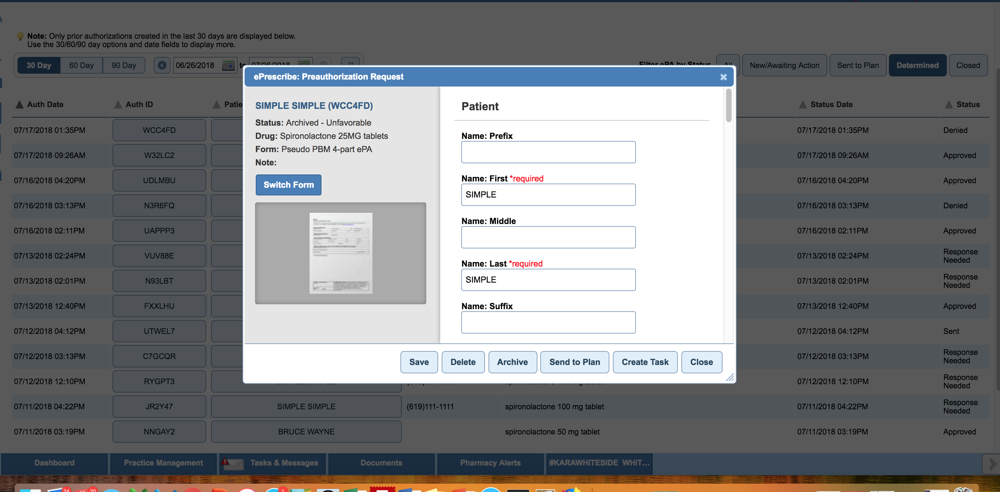 Note: Only prior authorizations created in the last 30 days are displayed below.
Use the 30/60/90 day options and date fields to display more.
30 Day 60 Day 90 Day 06/26/2018 to 07/26/2018
Filter ePA by Status All New/Awaiting Action Sent to Plan Determined Closed
Auth Date Auth ID Patie Status Date Status
07/17/2018 01:35PM WCC4FD 07/17/2018 01:35PM Denied
07/17/2018 09:26AM W32LC2 07/17/2018 09:26AM Approved
07/16/2018 04:20PM UDLMBU 07/16/2018 04:20PM Approved
07/16/2018 03:13PM N3R6FQ 07/16/2018 03:13PM Denied
07/16/2018 02:11PM UAPPP3 07/16/2018 02:11PM Approved
07/13/2018 02:24PM VUV88E 07/13/2018 02:24PM Response Needed
07/13/2018 02:01PM N93LBT 07/13/2018 02:01PM Response Needed
07/13/2018 12:40PM FXXLHU 07/13/2018 12:40PM Approved
07/12/2018 04:12PM UTWEL7 07/12/2018 04:12PM Sent
07/12/2018 03:13PM C7GCQR 07/12/2018 03:13PM Response Needed
07/12/2018 12:10PM RYGPT3 07/12/2018 12:10PM Response Needed
07/11/2018 04:22PM JR2Y47 SIMPLE SIMPLE (619)111-1111 spironolactone 100 mg tablet 07/11/2018 04:22PM Response Needed
07/11/2018 03:19PM NNGAY2 BRUCE WAYNE spironolactone 50 mg tablet 07/11/2018 03:19PM Approved
ePrescribe: Preauthorization Request
SIMPLE SIMPLE (WCC4FD)
Status: Archived - Unfavorable
Drug: Spironolactone 25MG tablets
Form: Pseudo PBM 4-part ePA
Note:
Switch Form
Patient
Name: Prefix
Name: First *required
SIMPLE
Name: Middle
Name: Last *required
SIMPLE
Name: Suffix
Save Delete Archive Send to Plan Create Task Close
Dashboard Practice Management Tasks & Messages Documents Pharmacy Alerts #KARAWHITESIDE WHIT...
24 20 1